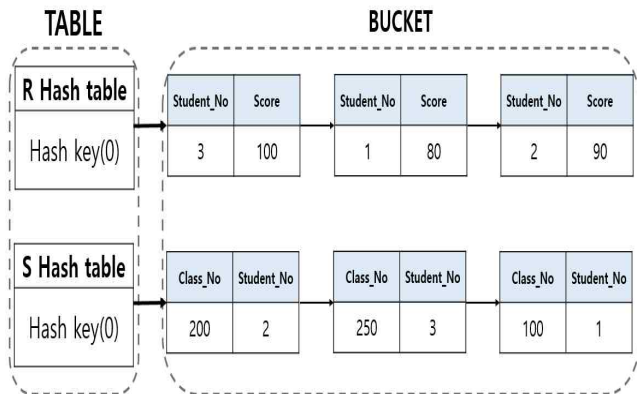 TABLE
BUCKET
R Hash table
Hash key(0)
Student_No Score
3 100
Student_No Score
1 80
Student_No Score
2 90
S Hash table
Hash key(0)
Class_No Student_No
200 2
Class_No Student_No
250 3
Class_No Student_No
100 1